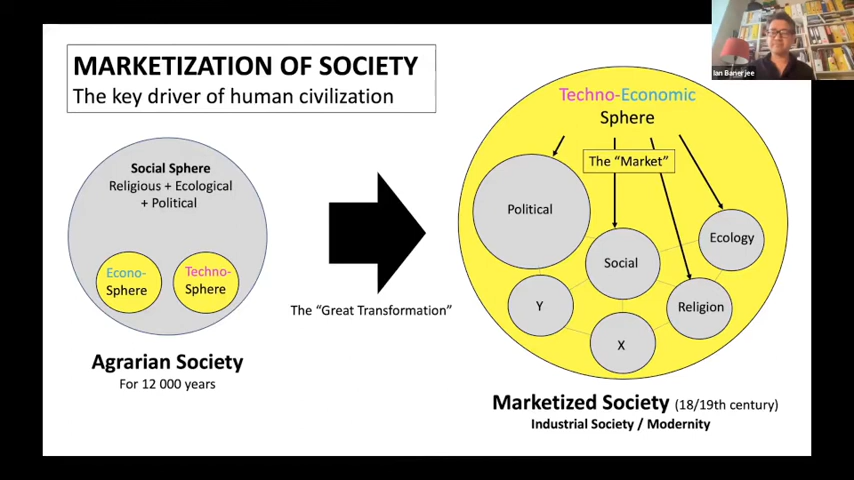 MARKETIZATION OF SOCIETY
The key driver of human civilization
Ian Banerjee
Social Sphere
Religious + Ecological
+ Political
Econo-
Sphere
Techno-
Sphere
Agrarian Society
For 12 000 years
The “Great Transformation”
Techno-Economic
Sphere
The “Market”
Political
Social
Ecology
Y
Religion
X
Marketized Society (18/19th century)
Industrial Society / Modernity